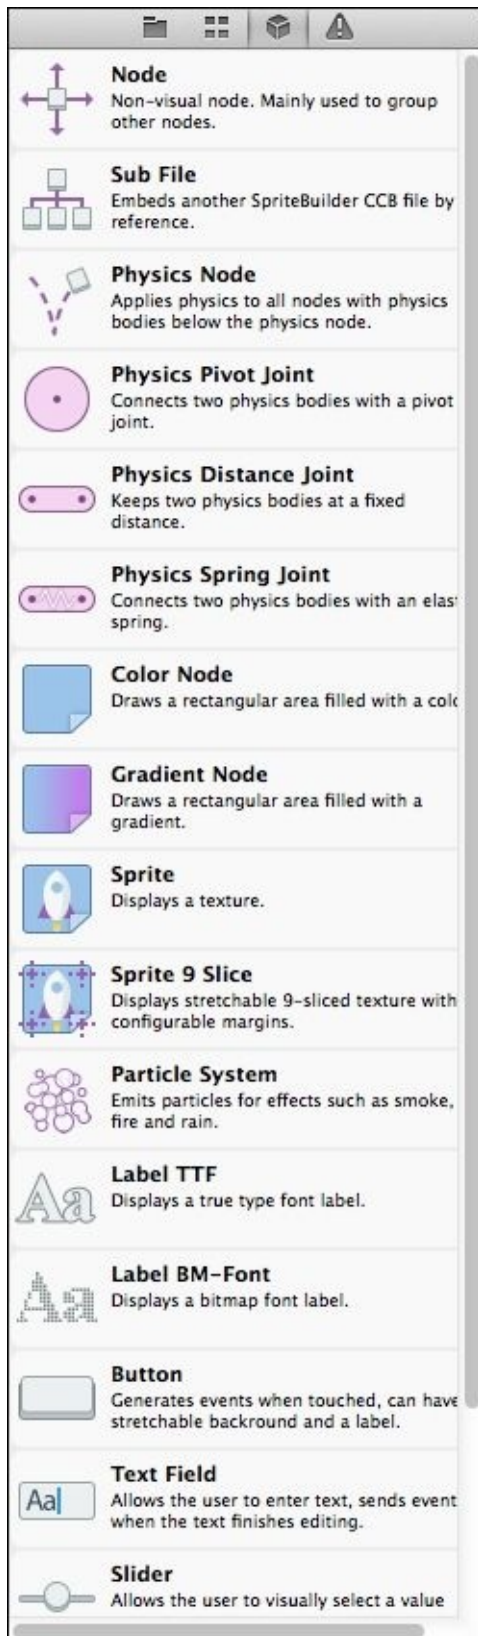 Node
Non-visual node. Mainly used to group
other nodes.
Sub File
Embeds another SpriteBuilder CCB file by
reference.
Physics Node
Applies physics to all nodes with physics
bodies below the physics node.
Physics Pivot Joint
Connects two physics bodies with a pivot
joint.
Physics Distance Joint
Keeps two physics bodies at a fixed
distance.
Physics Spring Joint
Connects two physics bodies with an elas
spring.
Color Node
Draws a rectangular area filled with a colo
Gradient Node
Draws a rectangular area filled with a
gradient.
Sprite
Displays a texture.
Sprite 9 Slice
Displays stretchable 9-sliced texture with
configurable margins.
Particle System
Emits particles for effects such as smoke,
fire and rain.
Aa
Label TTF
Displays a true type font label.
Aa
Label BM-Font
Displays a bitmap font label.
Button
Generates events when touched, can have
stretchable backround and a label.
Aa
Text Field
Allows the user to enter text, sends event
when the text finishes editing.
Slider
Allows the user to visually select a value